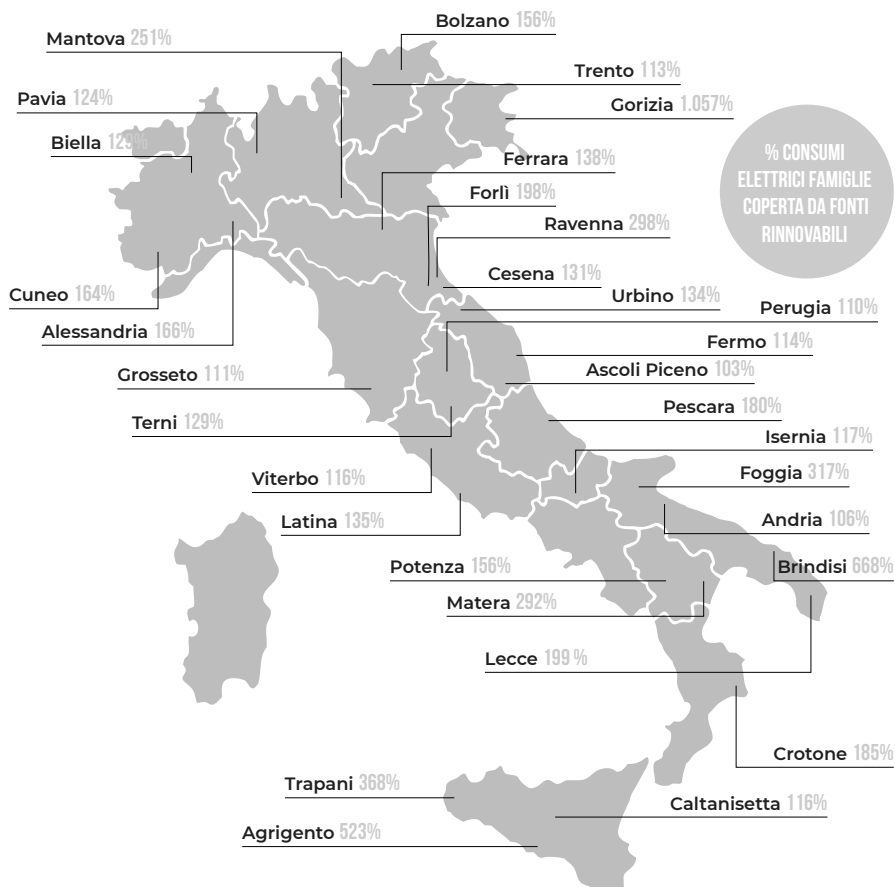 Bolzano 156%
Mantova 251%
Trento 113%
Pavia 124%
Gorizia 1.057%
Biella 129%
% CONSUMI
ELETTRICI FAMIGLIE
COPERTA DA FONTI
RINNOVABILI
Ferrara 138%
Forlì 198%
Ravenna 298%
Cesena 131%
Cuneo 164%
Urbino 134%
Perugia 110%
Alessandria 166%
Fermo 114%
Grosseto 111%
Ascoli Piceno 103%
Pescara 180%
Terni 129%
Isernia 117%
Viterbo 116%
Foggia 317%
Latina 135%
Andria 106%
Potenza 156%
Brindisi 668%
Matera 292%
Lecce 199 %
Crotone 185%
Trapani 368%
Caltanisetta 116%
Agrigento 523%